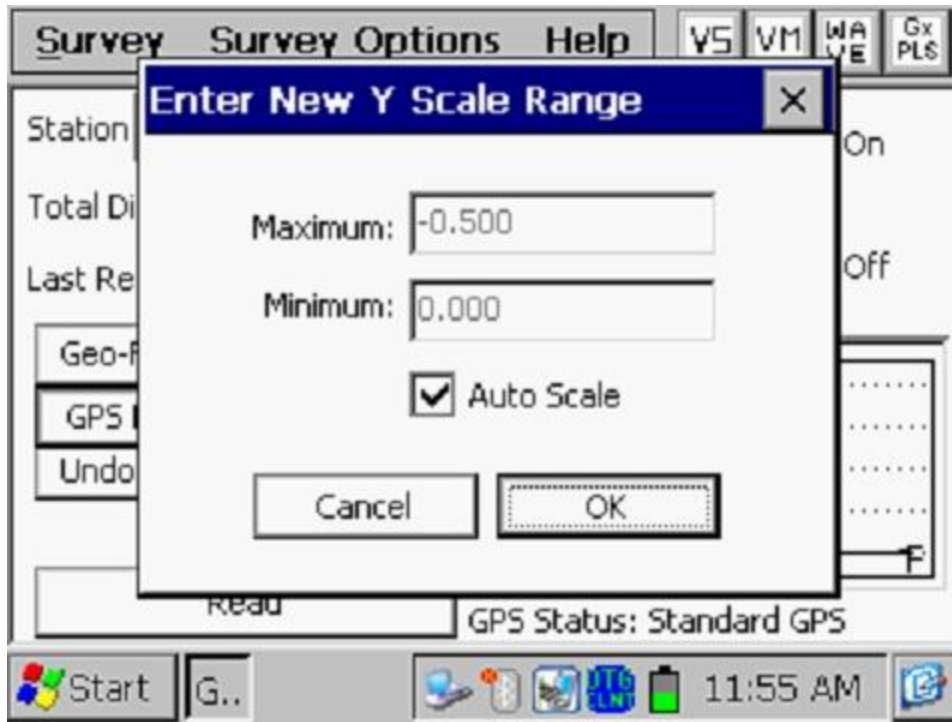 Survey Survey Options Help VS VM WA VE Gx PLS
Enter New Y Scale Range
Station
On
Total Di
Maximum: -0.500
Last Re
Off
Minimum: 0.000
Geo-
Auto Scale
GPS
Undo
Cancel OK
Read
GPS Status: Standard GPS
Start G.. 11:55 AM